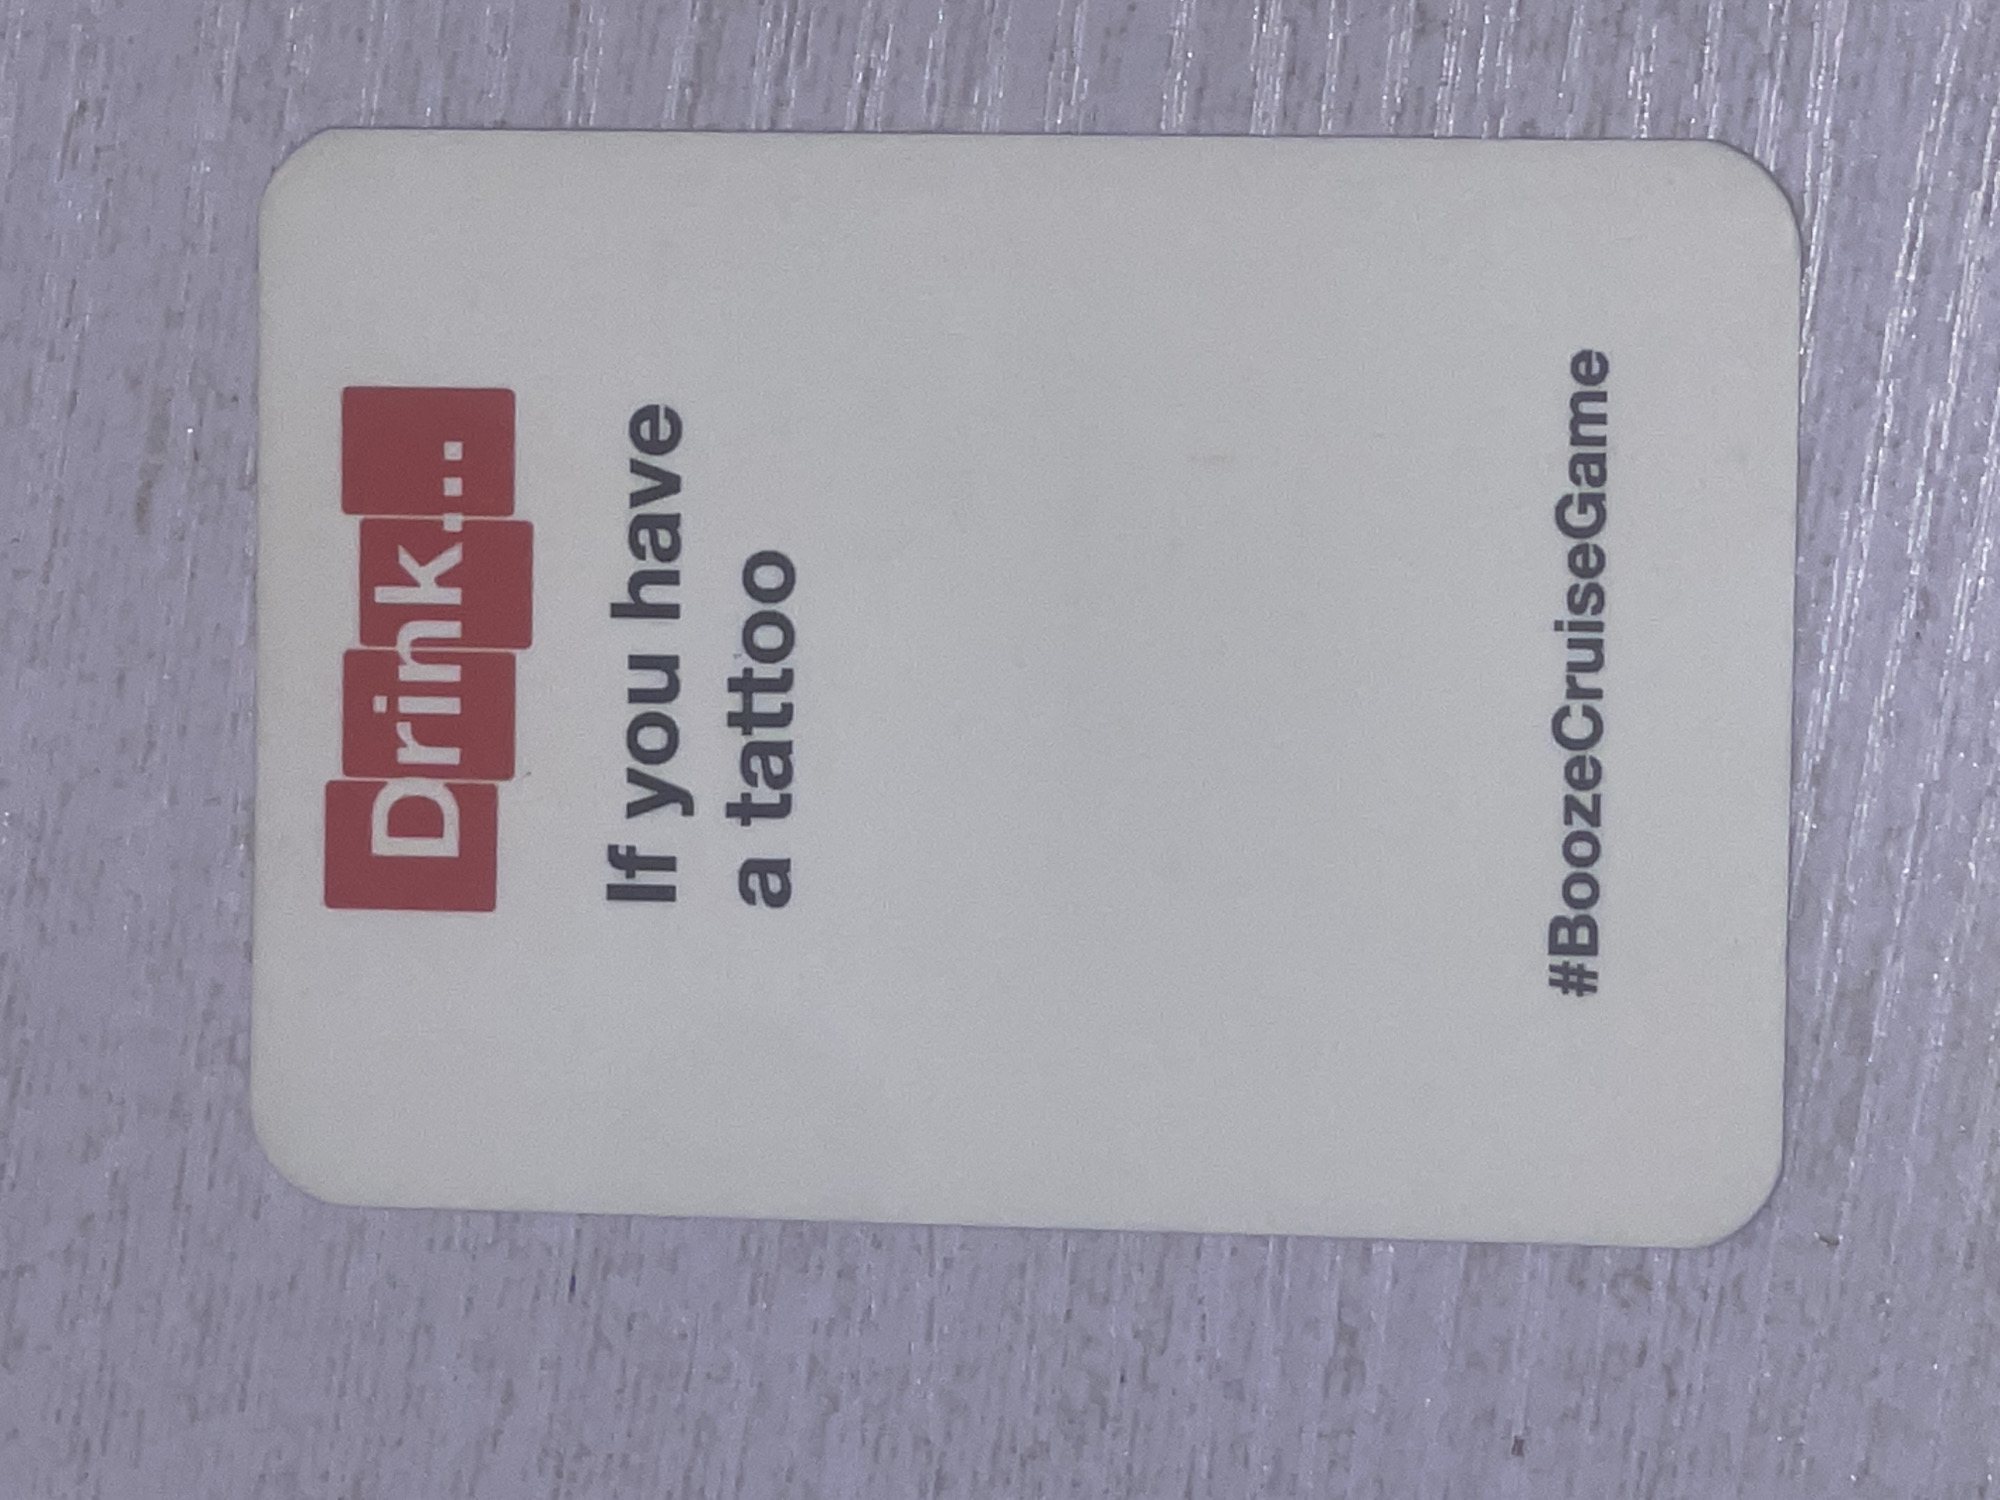 Drink...
If you have
a tattoo
#BoozeCruiseGame